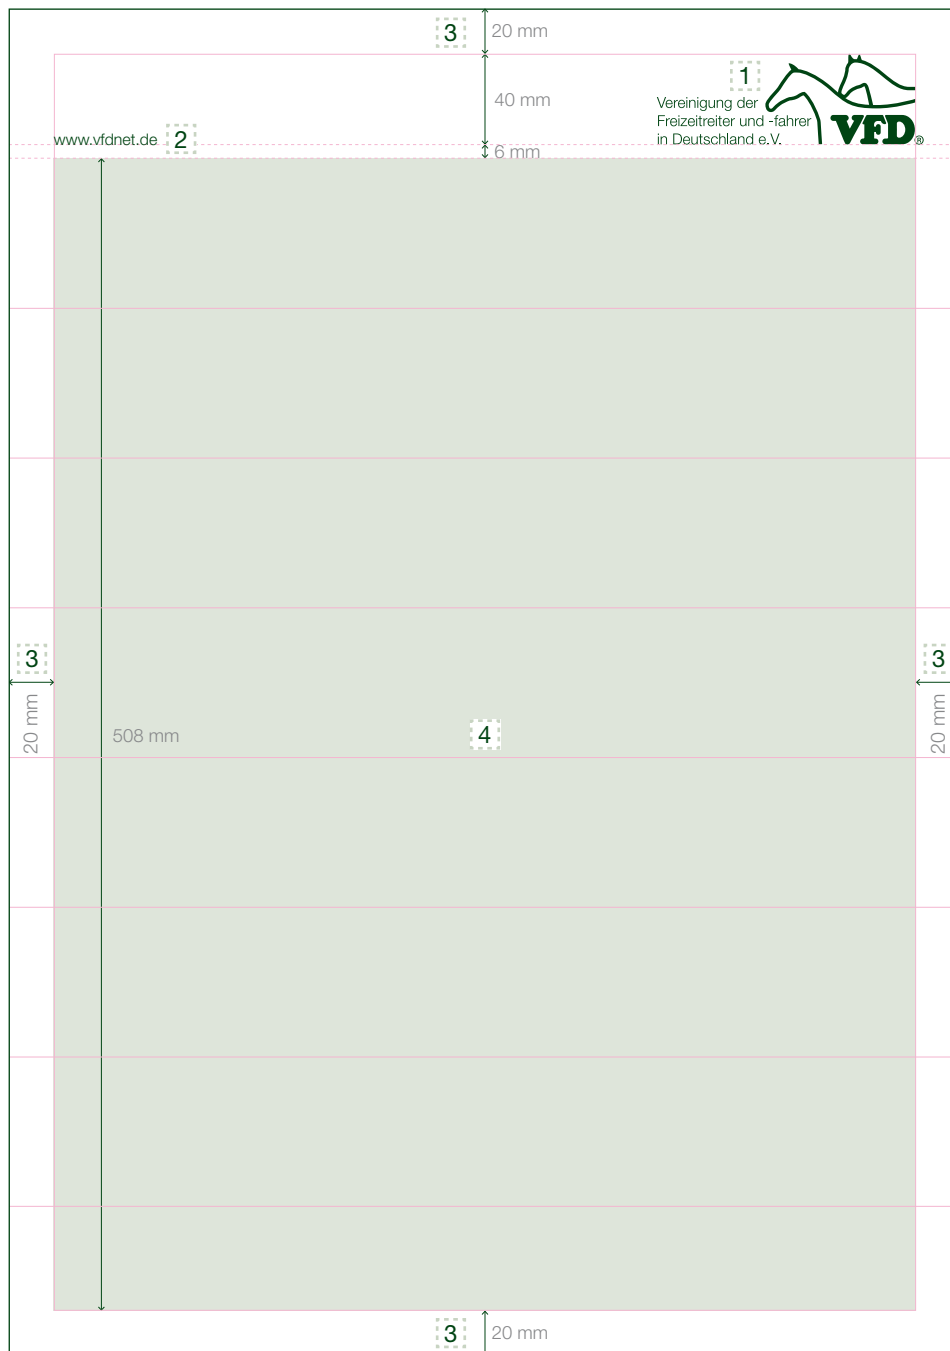 3
20 mm
1
40 mm
Vereinigung der
Freizeitreiter und -fahrer
in Deutschland e.V.
VFD®
www.vfdnet.de
2
6 mm
3
20 mm
3
20 mm
508 mm
4
3
20 mm